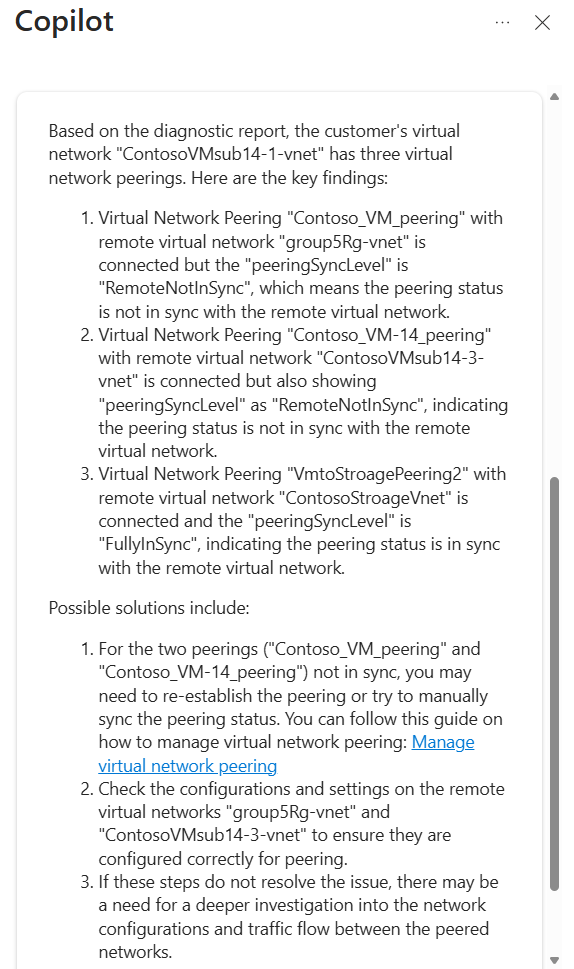 Copilot
Based on the diagnostic report, the customer's virtual
network "ContosoVMsub14-1-vnet" has three virtual
network peerings. Here are the key findings:
1. Virtual Network Peering "Contoso_VM_peering" with
remote virtual network "group5Rg-vnet" is
connected but the "peeringSyncLevel" is
"RemoteNotInSync", which means the peering status
is not in sync with the remote virtual network.
2. Virtual Network Peering "Contoso_VM-14_peering"
with remote virtual network "ContosoVMsub14-3-
vnet" is connected but also showing
"peeringSyncLevel" as "RemoteNotInSync", indicating
the peering status is not in sync with the remote
virtual network.
3. Virtual Network Peering "VmtoStroagePeering2" with
remote virtual network "ContosoStroageVnet" is
connected and the "peeringSyncLevel" is
"FullyInSync", indicating the peering status is in sync
with the remote virtual network.
Possible solutions include:
1. For the two peerings ("Contoso_VM_peering" and
"Contoso_VM-14_peering") not in sync, you may
need to re-establish the peering or try to manually
sync the peering status. You can follow this guide on
how to manage virtual network peering: Manage
virtual network peering
2. Check the configurations and settings on the remote
virtual networks "group5Rg-vnet" and
"ContosoVMsub14-3-vnet" to ensure they are
configured correctly for peering.
3. If these steps do not resolve the issue, there may be
a need for a deeper investigation into the network
configurations and traffic flow between the peered
networks.